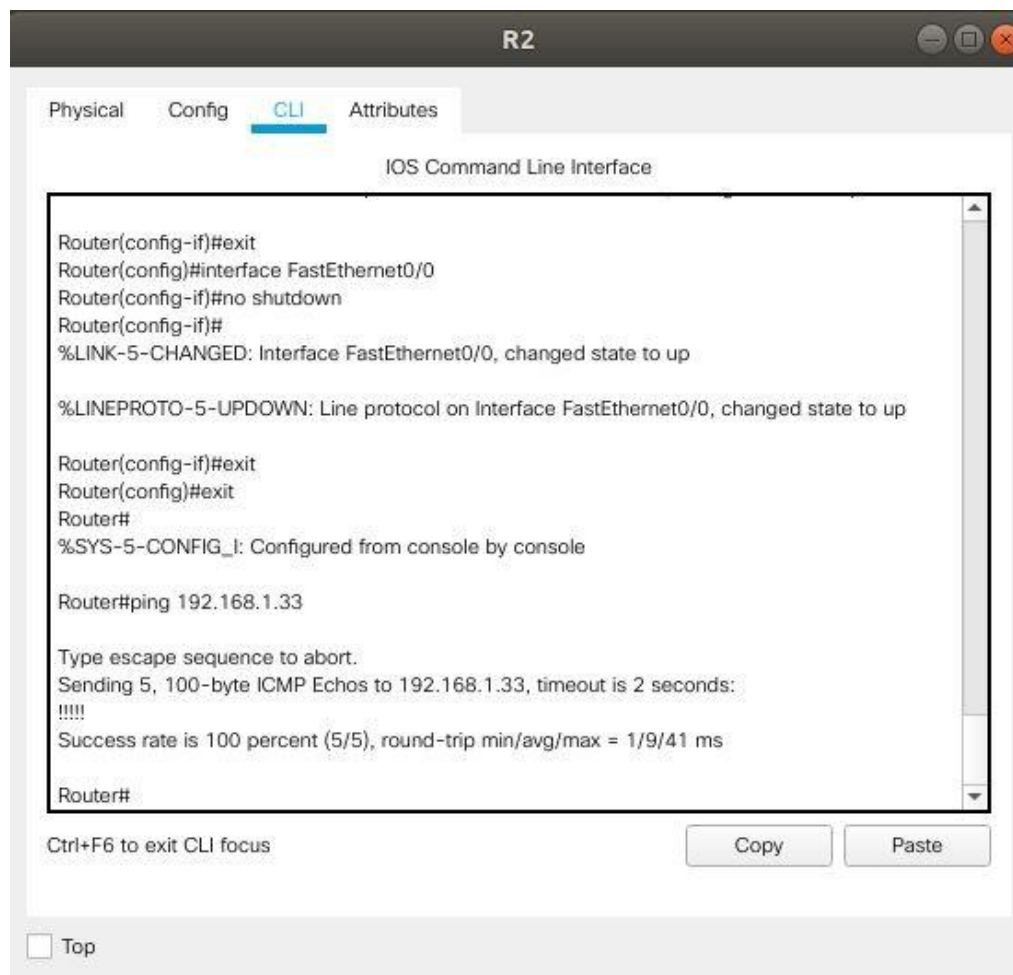 R2
Physical Config CLI Attributes
IOS Command Line Interface
Router(config-if)#exit
Router(config)#interface FastEthernet0/0
Router(config-if)#no shutdown
Router(config-if)#
%LINK-5-CHANGED: Interface FastEthernet0/0, changed state to up
%LINEPROTO-5-UPDOWN: Line protocol on Interface FastEthernet0/0, changed state to up
Router(config-if)#exit
Router(config)#exit
Router#
%SYS-5-CONFIG_I: Configured from console by console
Router#ping 192.168.1.33
Type escape sequence to abort.
Sending 5, 100-byte ICMP Echos to 192.168.1.33, timeout is 2 seconds:
!!!!!
Success rate is 100 percent (5/5), round-trip min/avg/max = 1/9/41 ms
Router#
Ctrl+F6 to exit CLI focus
Copy Paste
Top